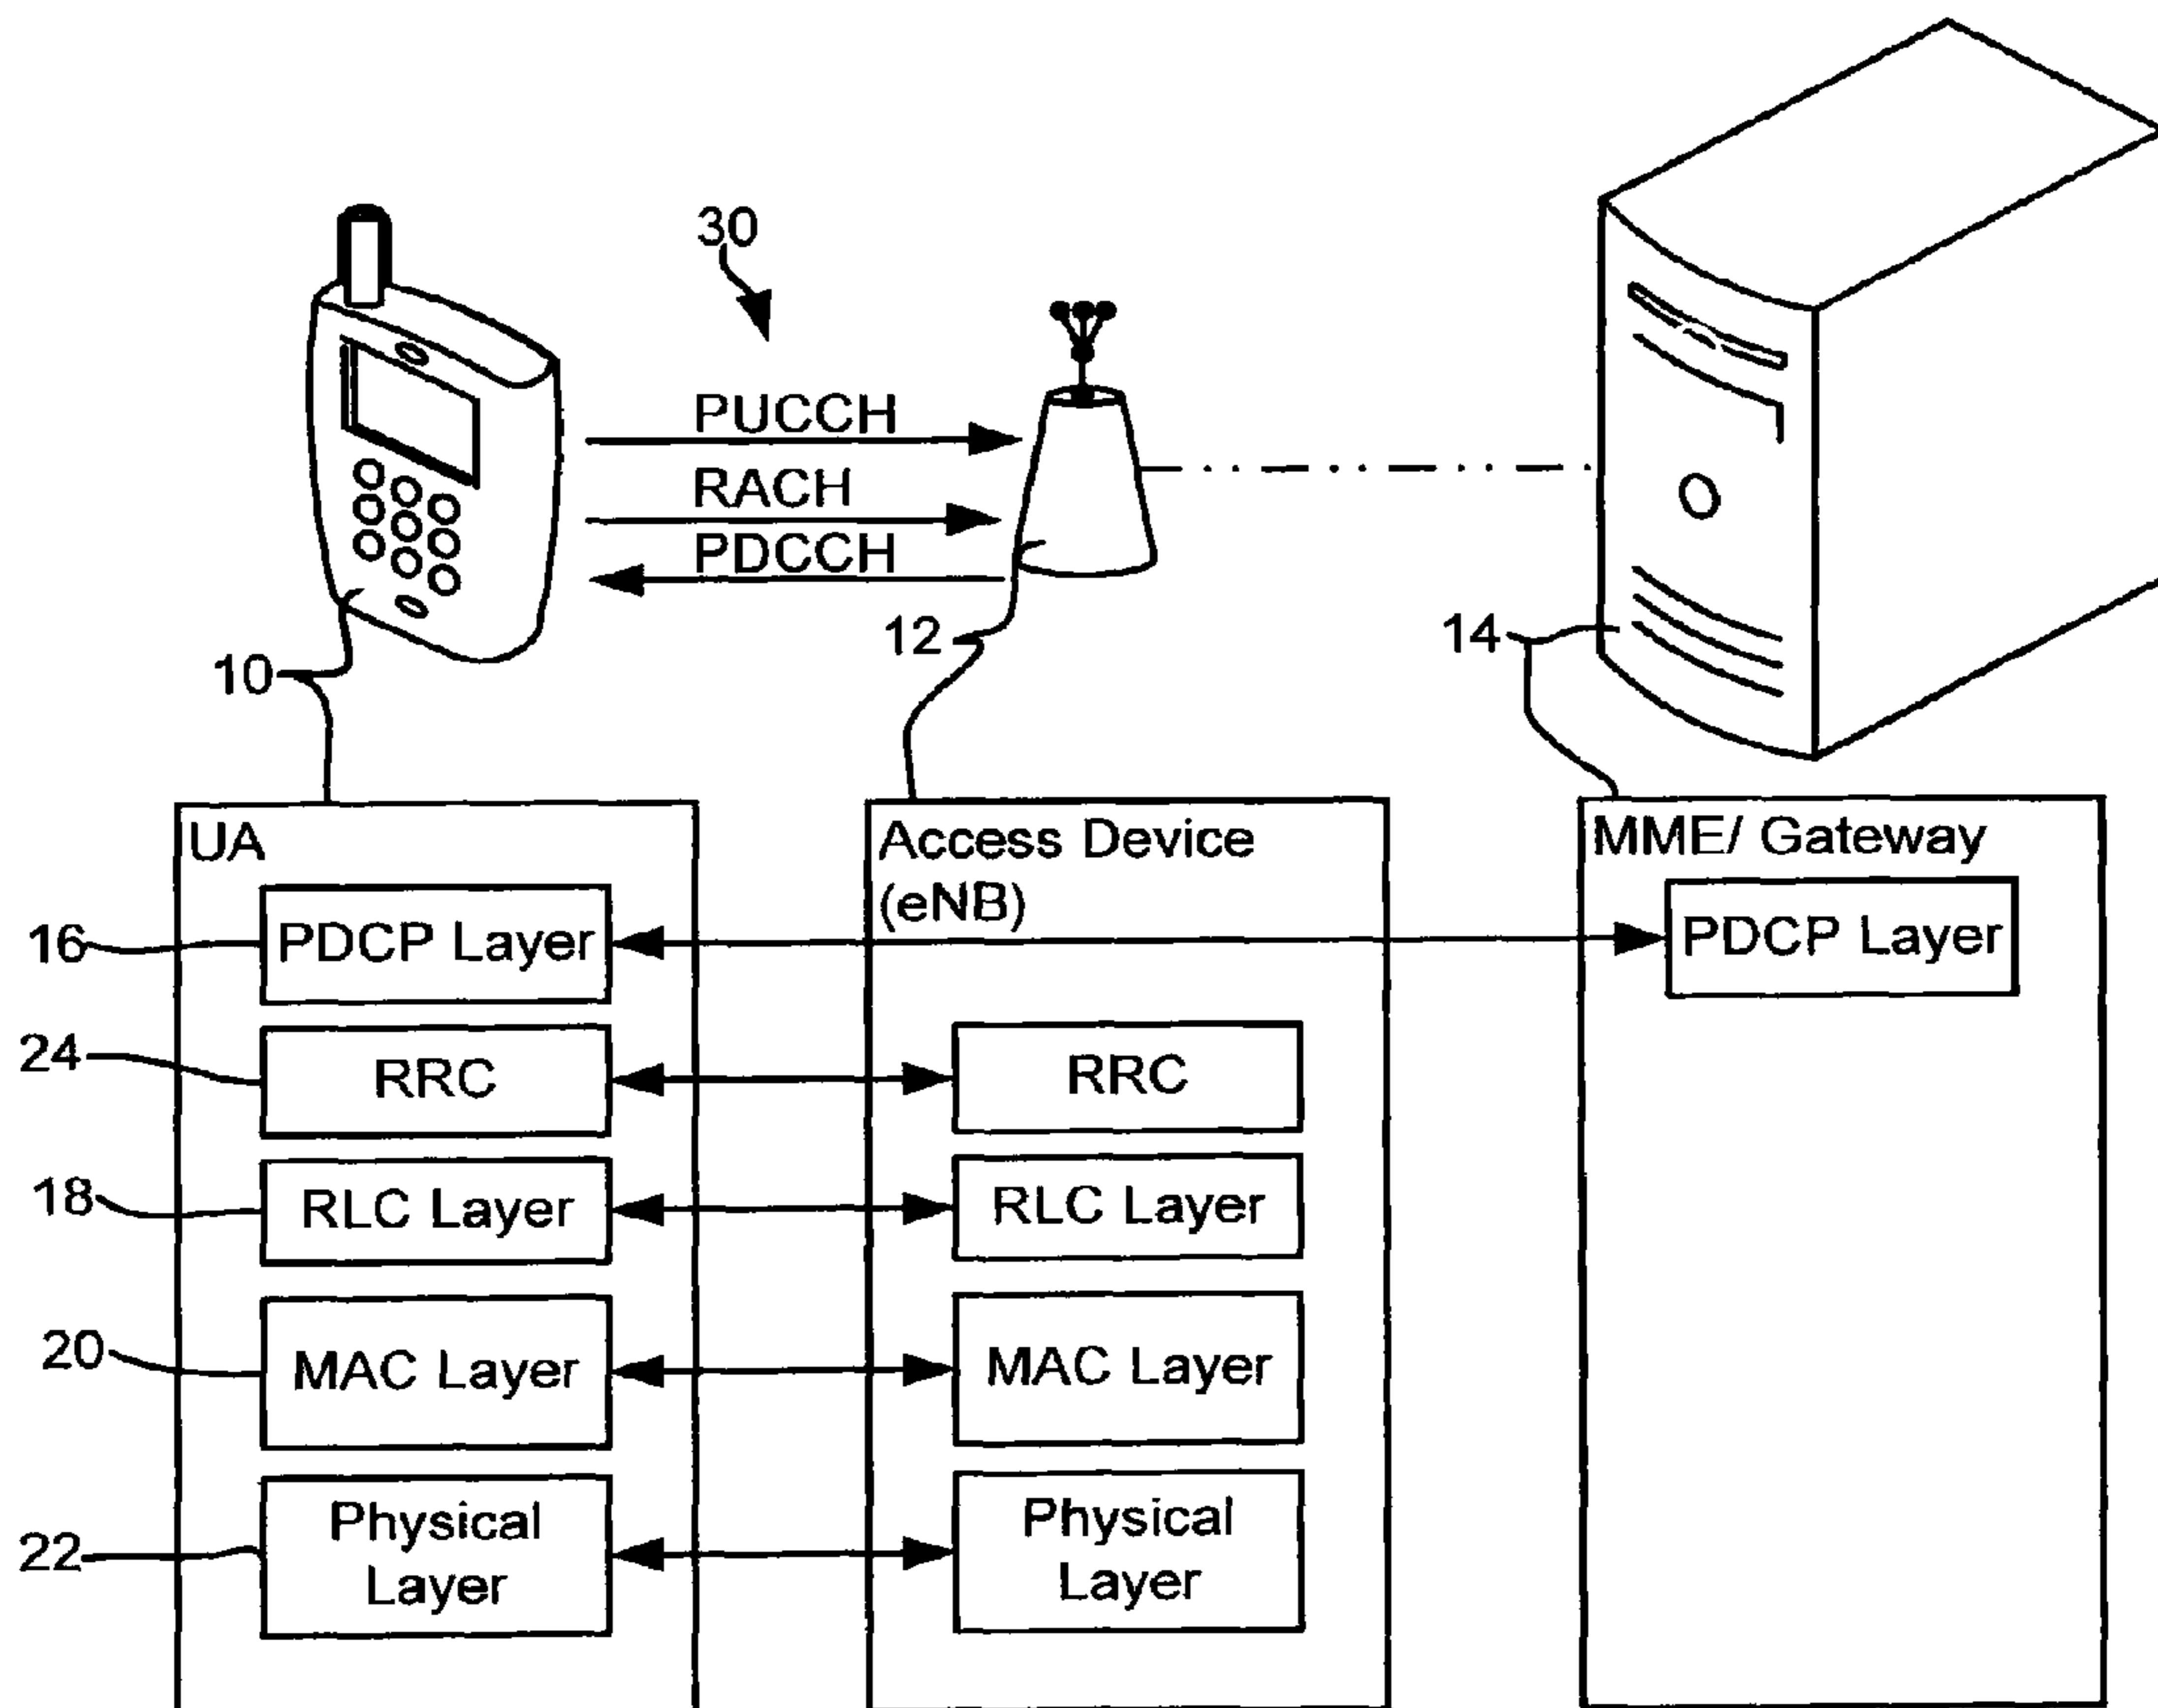 30
PUCCH
RACH
PDCCH
12
14
10
UA
Access Device
(eNB)
MME/ Gateway
16
PDCP Layer
PDCP Layer
24
RRC
RRC
18
RLC Layer
RLC Layer
20
MAC Layer
MAC Layer
22
Physical
Layer
Physical
Layer